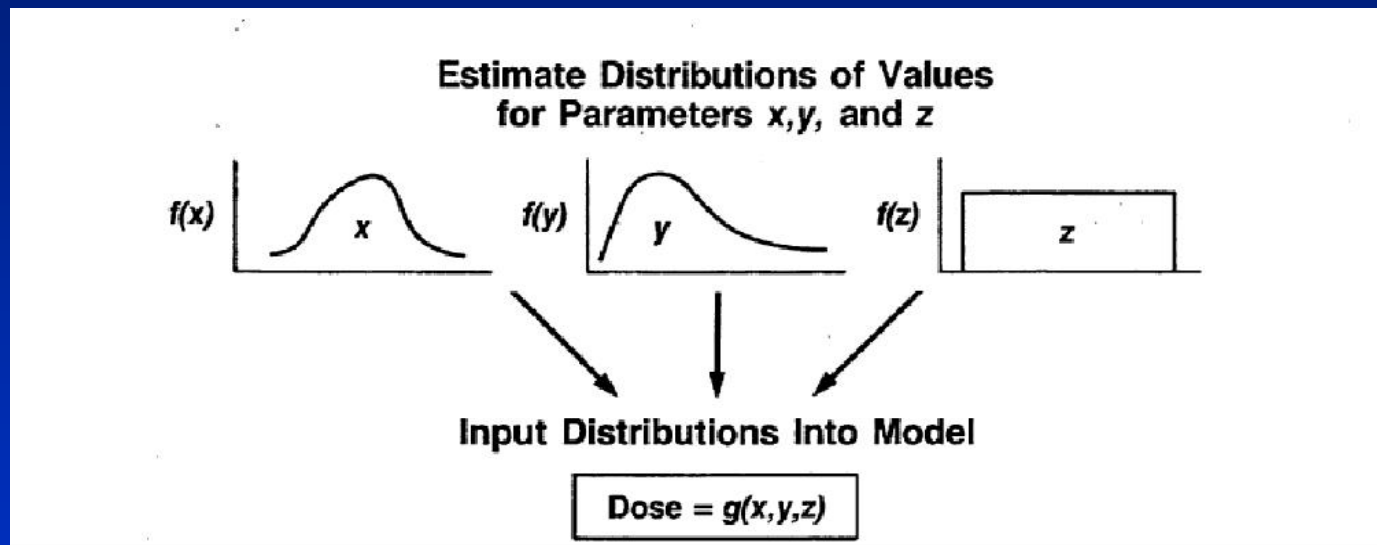 Estimate Distributions of Values
for Parameters x,y, and z
f(x)
x
f(y)
y
f(z)
z
Input Distributions Into Model
Dose = g(x,y,z)